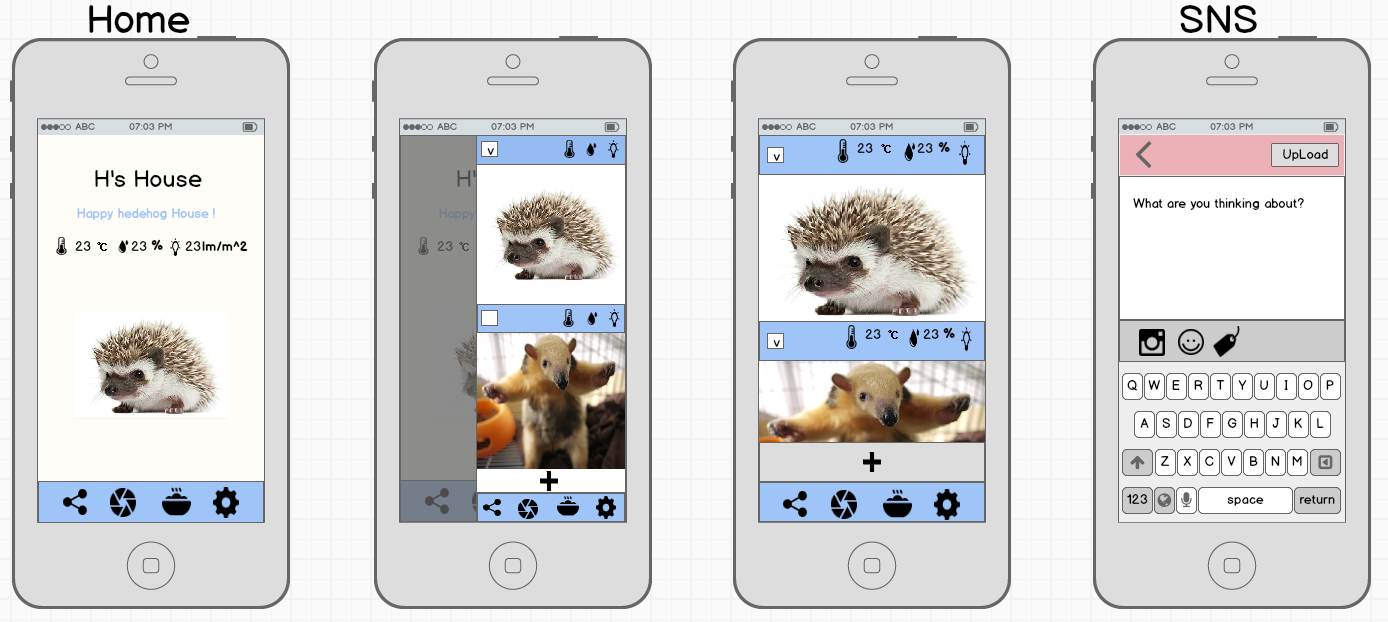 Home
SNS
ABC 07:03 PM
H's House
Happy hedehog House !
23 ℃ 23 % 23lm/m^2
ABC 07:03 PM
v
H'
Happy
23 ℃
ABC 07:03 PM
v 23 ℃ 23 %
v 23 ℃ 23 %
ABC 07:03 PM
UpLoad
What are you thinking about?
Q W E R T Y U I O P
A S D F G H J K L
Z X C V B N M
123 space return